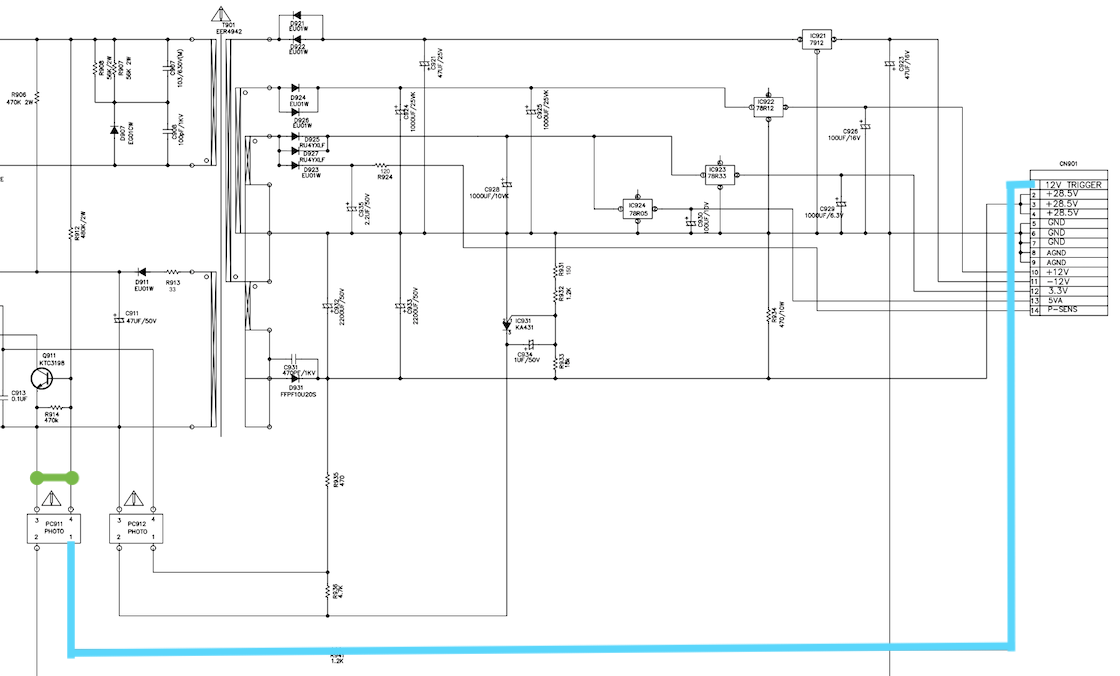 T901
EER4942
D921
EU01W
D922
EU01W
C921
47UF/25V
IC921
7912
C923
47UF/16V
R908
56K/2W
R907
56K 2W
C907
103/630V(M)
R906
470K 2W
D907
EG01CW
C908
100pF/1KV
D924
EU01W
D926
EU01W
C924
1000UF/25VK
C925
1000UF/25VK
IC922
78R12
C926
100UF/16V
D925
RU4YXLF
D927
RU4YXLF
D923
EU01W
120
R924
C935
2.2UF/50V
C928
1000UF/10VK
IC923
78R33
IC924
78R05
C930
100UF/10V
C929
1000UF/6.3V
CN901
12V TRIGGER
2 +28.5V
3 +28.5V
4 +28.5V
5 GND
6 GND
7 GND
8 AGND
9 AGND
10 +12V
11 -12V
12 3.3V
13 5VA
14 P-SENS
E
R912
480K/2W
D911
EU01W
R913
33
C911
47UF/50V
C932
2200UF/50V
C933
2200UF/50V
R931
150
R932
1.2K
IC931
KA431
3
C934
1UF/50V
R933
18k
R934
470/10W
Q911
KTC3198
C913
0.1UF
R914
470k
C931
470PF/1KV
D931
FFPF10U20S
R935
470
3 4
PC911
PHOTO
2 1
3 4
PC912
PHOTO
2 1
R936
4.7K
1.2K